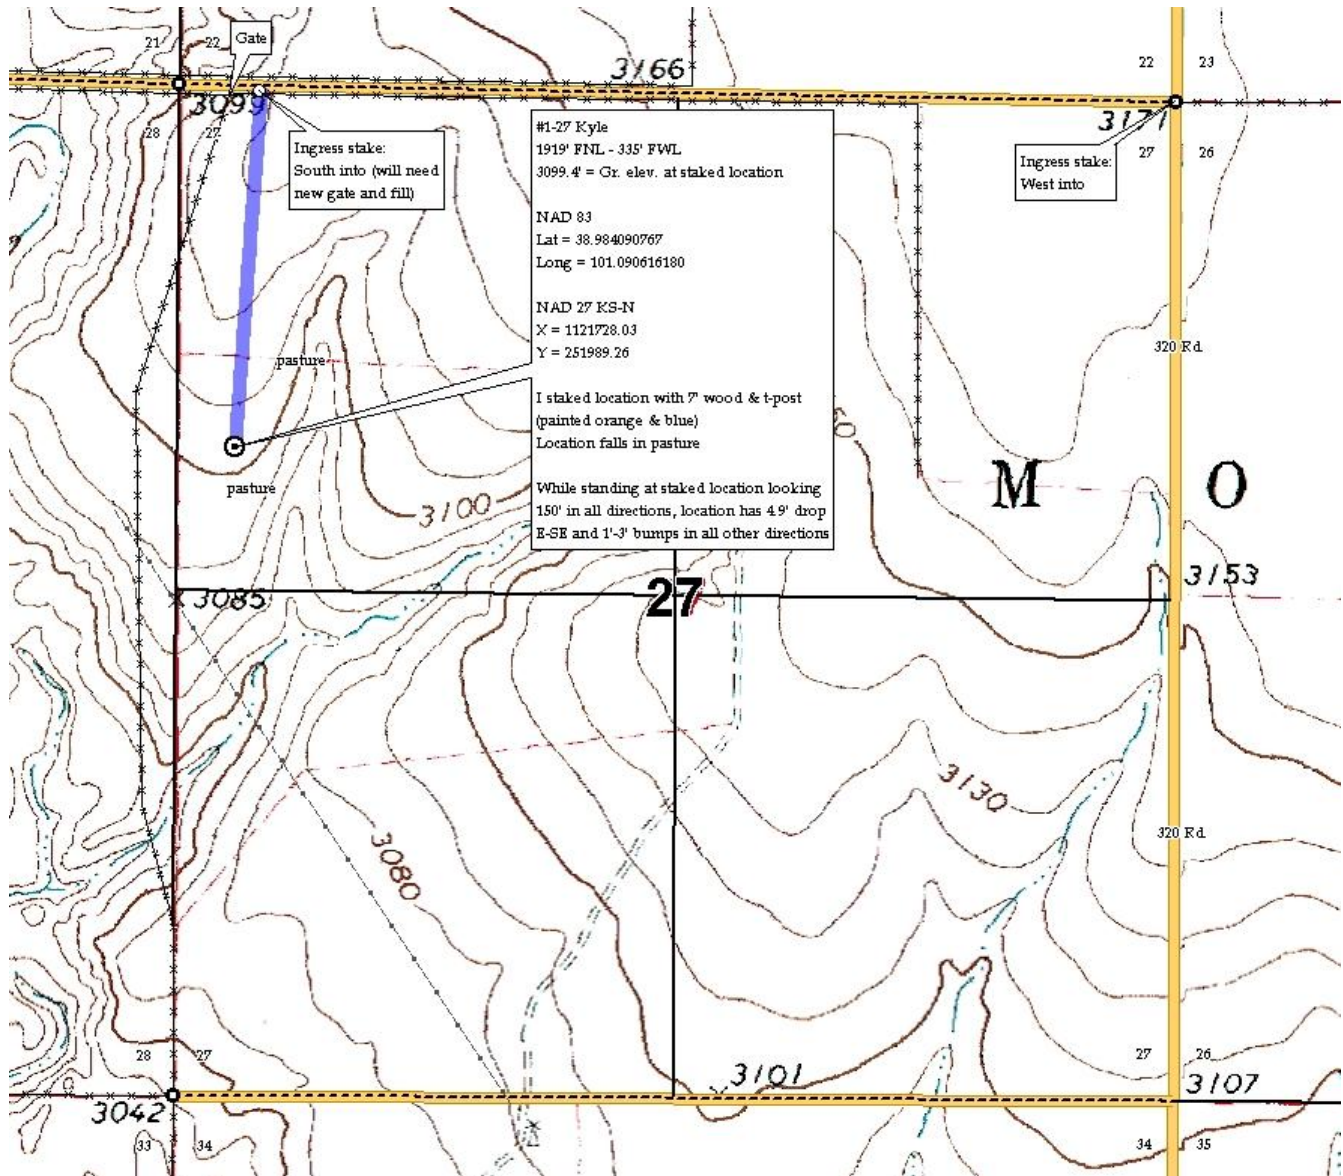 21
22
Gate
22
23
3166
3099
28
27
3171
27
26
Ingress stake:
South into (will need
new gate and fill)
#1-27 Kyle
1919' FNL - 335' FWL
3099.4' = Gr. elev. at staked location
NAD 83
Lat = 38.984090767
Long = 101.090616180
NAD 27 KS-N
X = 1121728.03
Y = 251989.26
I staked location with 7' wood & t-post
(painted orange & blue)
Location falls in pasture
While standing at staked location looking
150' in all directions, location has 4.9' drop
E-SE and 1'-3' bumps in all other directions
Ingress stake:
West into
320 Rd
pasture
pasture
3100
M O
3153
3085
27
3130
320 Rd
3080
28
27
27
26
3101
3107
3042
33
34
34
35